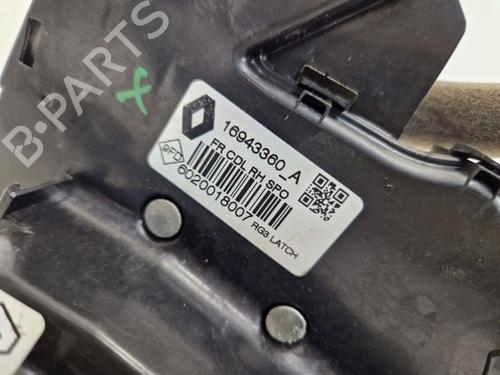 B-PARTS
16943360_A
FR CDL RH SPO
6020018007 RG3 LATCH